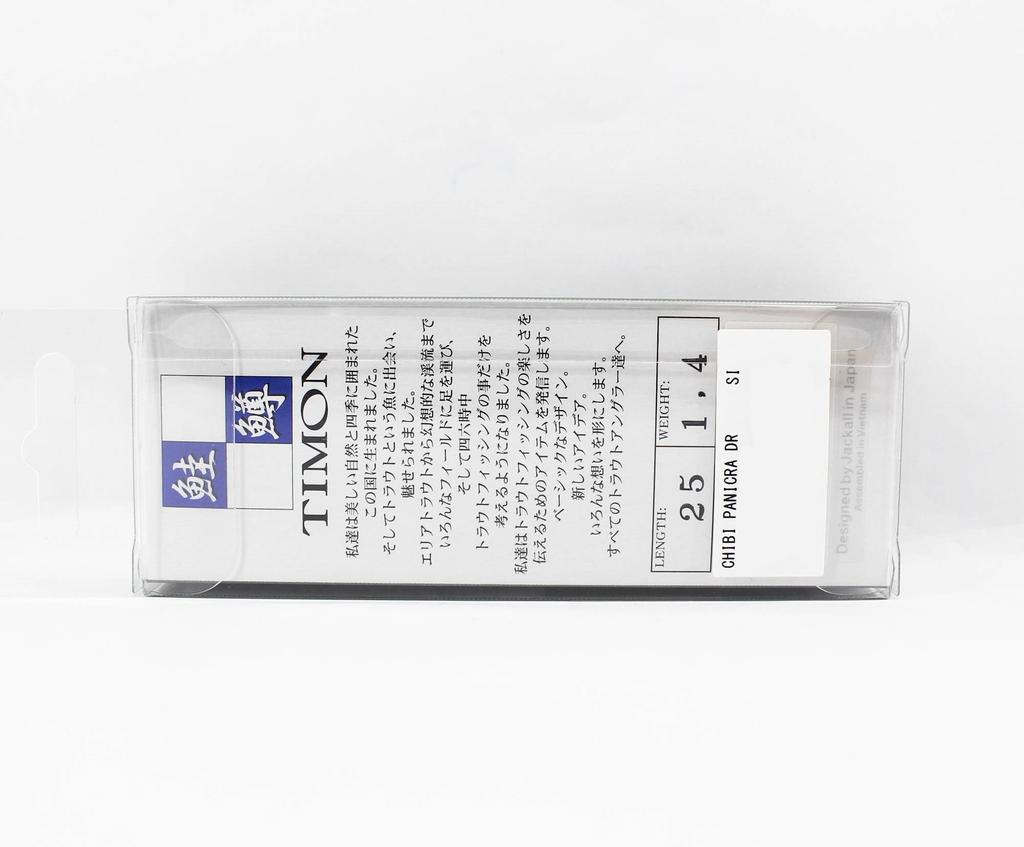 鮭
鱒
TIMON
私達は美しい自然と四季に囲まれた
この国に生まれました。
そしてトラウトという魚に出会い、
魅せられました。
エリアトラウトから幻想的な渓流まで
いろんなフィールドに足を運び、
そして四六時中
トラウトフィッシングの事だけを
考えるようになりました。
私達はトラウトフィッシングの楽しさを
伝えるためのアイテムを発信します。
ベーシックなデザイン。
新しいアイデア。
いろんな想いを形にします。
すべてのトラウトアングラー達へ。
LENGTH: WEIGHT:
25 1,4
CHIBI PANICRA DR SI
Designed by Jackall in Japan
Assembled in Vietnam